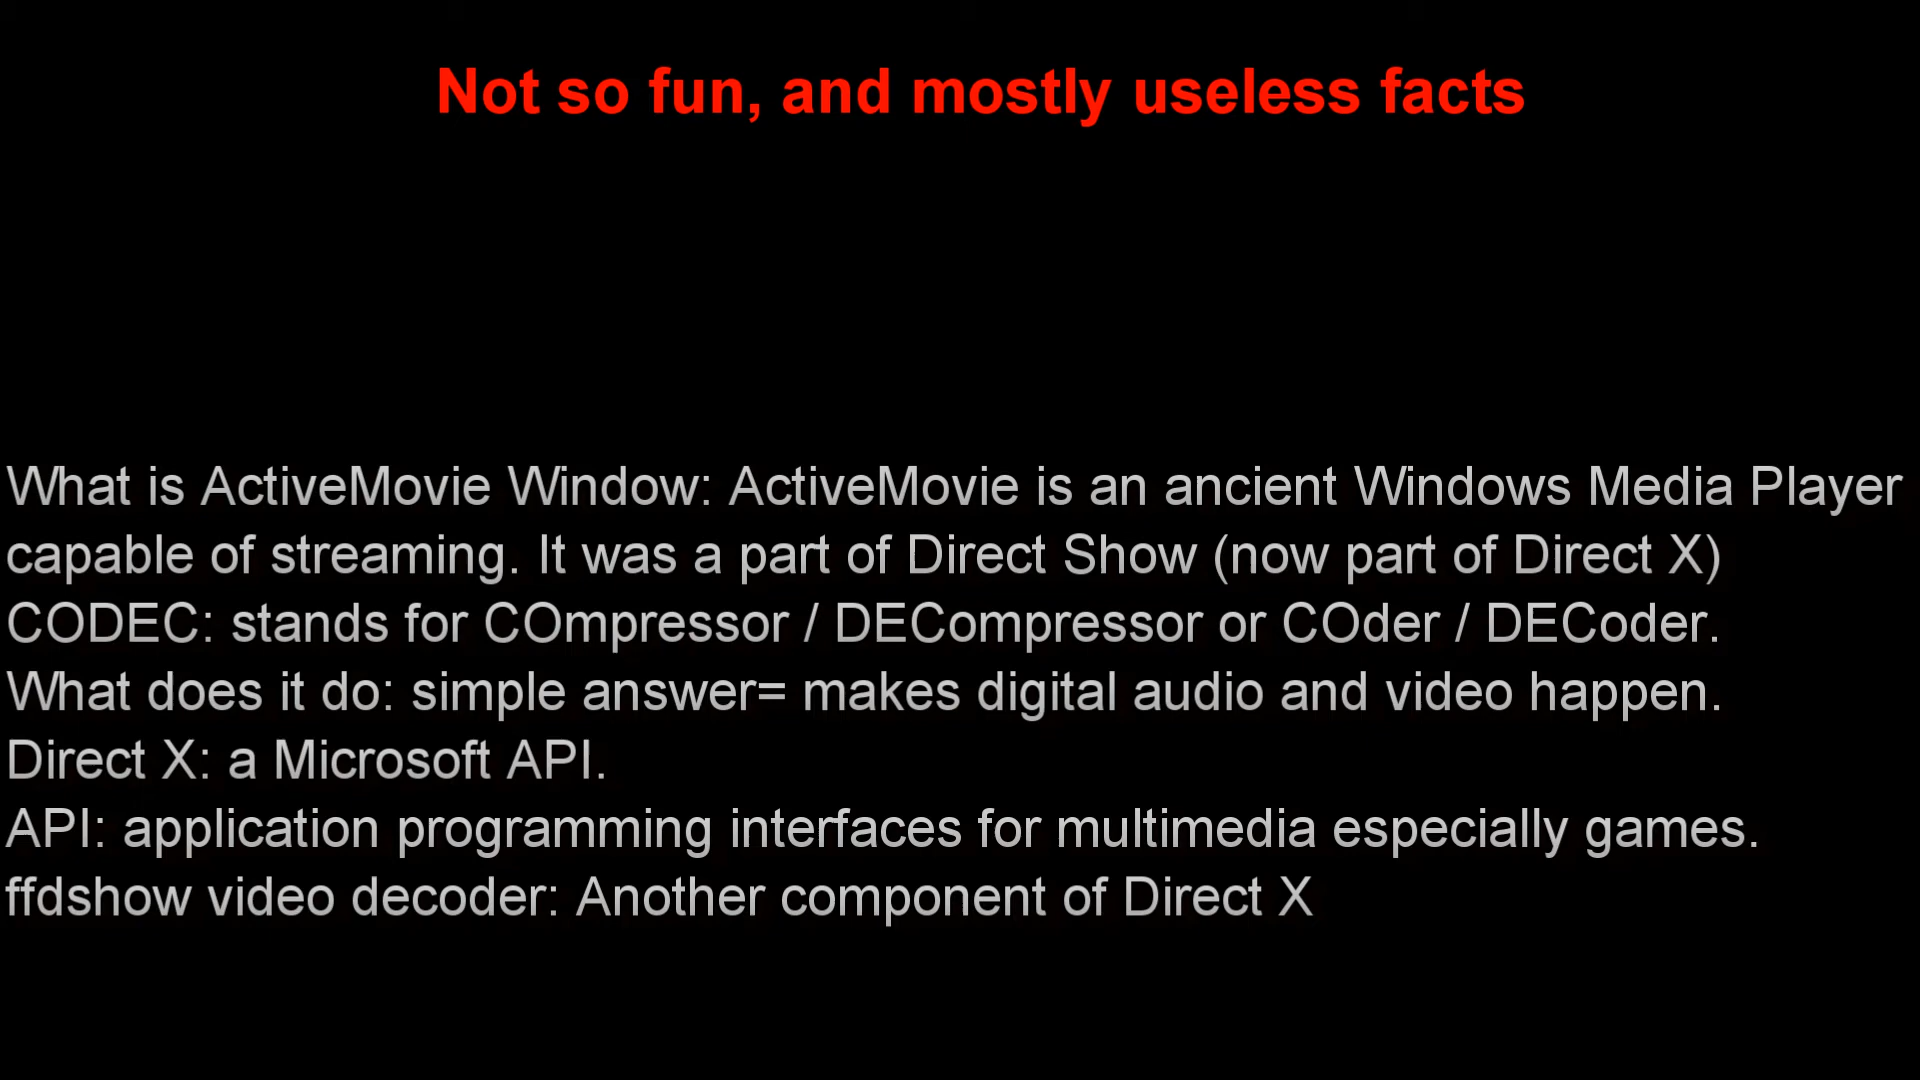 Not so fun, and mostly useless facts
What is ActiveMovie Window: ActiveMovie is an ancient Windows Media Player
capable of streaming. It was a part of Direct Show (now part of Direct X)
CODEC: stands for COmpressor / DECompressor or COder / DECoder.
What does it do: simple answer= makes digital audio and video happen.
Direct X: a Microsoft API.
API: application programming interfaces for multimedia especially games.
ffdshow video decoder: Another component of Direct X